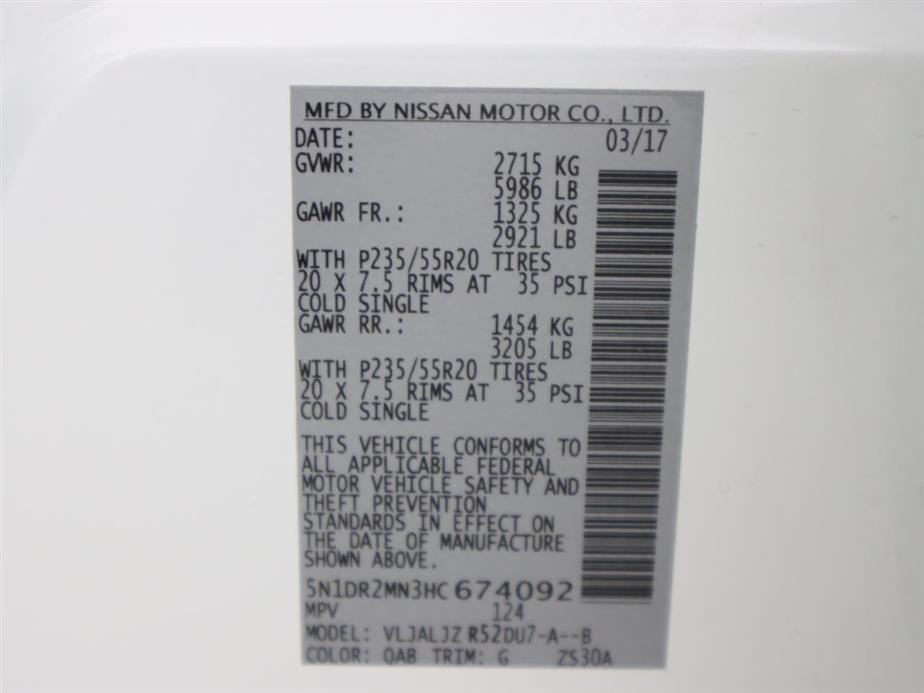 MFD BY NISSAN MOTOR CO., LTD.
DATE: 03/17
GVWR: 2715 KG
5986 LB
GAWR FR.: 1325 KG
2921 LB
WITH P235/55R20 TIRES
20 X 7.5 RIMS AT 35 PSI
COLD SINGLE
GAWR RR.: 1454 KG
3205 LB
WITH P235/55R20 TIRES
20 X 7.5 RIMS AT 35 PSI
COLD SINGLE
THIS VEHICLE CONFORMS TO
ALL APPLICABLE FEDERAL
MOTOR VEHICLE SAFETY AND
THEFT PREVENTION
STANDARDS IN EFFECT ON
THE DATE OF MANUFACTURE
SHOWN ABOVE.
5N1DR2MN3HC674092
MPV 124
MODEL: VLJALJZ R52DU7-A--B
COLOR: QAB TRIM: G ZS30A